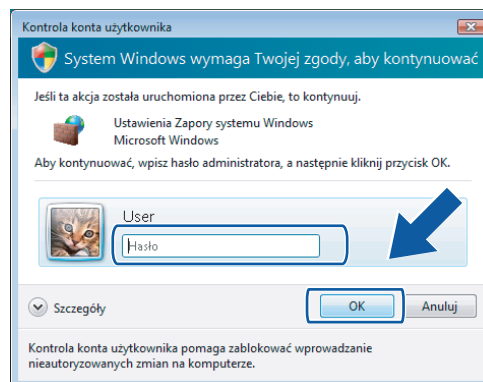 Kontrola konta użytkownika
System Windows wymaga Twojej zgody, aby kontynuować
Jeśli ta akcja została uruchomiona przez Ciebie, to kontynuuj.
Ustawienia Zapory systemu Windows
Microsoft Windows
Aby kontynuować, wpisz hasło administratora, a następnie kliknij przycisk OK.
User
Hasło
Szczegóły
OK
Anuluj
Kontrola konta użytkownika pomaga zablokować wprowadzanie
nieautoryzowanych zmian na komputerze.